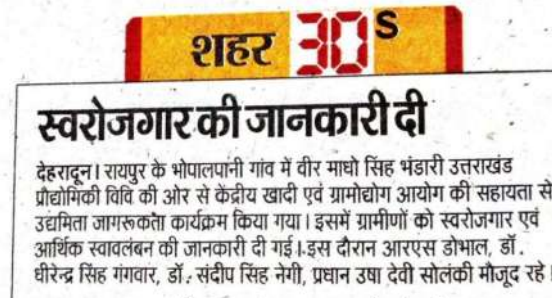 शहर 30s
स्वरोजगार की जानकारी दी
देहरादून। रायपुर के भोपालपानी गांव में वीर माधो सिंह भंडारी उत्तराखंड
प्रौद्योगिकी विवि की ओर से केंद्रीय खादी एवं ग्रामोद्योग आयोग की सहायता से
उद्यमिता जागरूकता कार्यक्रम किया गया। इसमें ग्रामीणों को स्वरोजगार एवं
आर्थिक स्वावलंबन की जानकारी दी गई। इस दौरान आरएस डोभाल, डॉ.
धीरेन्द्र सिंह गंगवार, डॉ. संदीप सिंह नेगी, प्रधान उषा देवी सोलंकी मौजूद रहे।